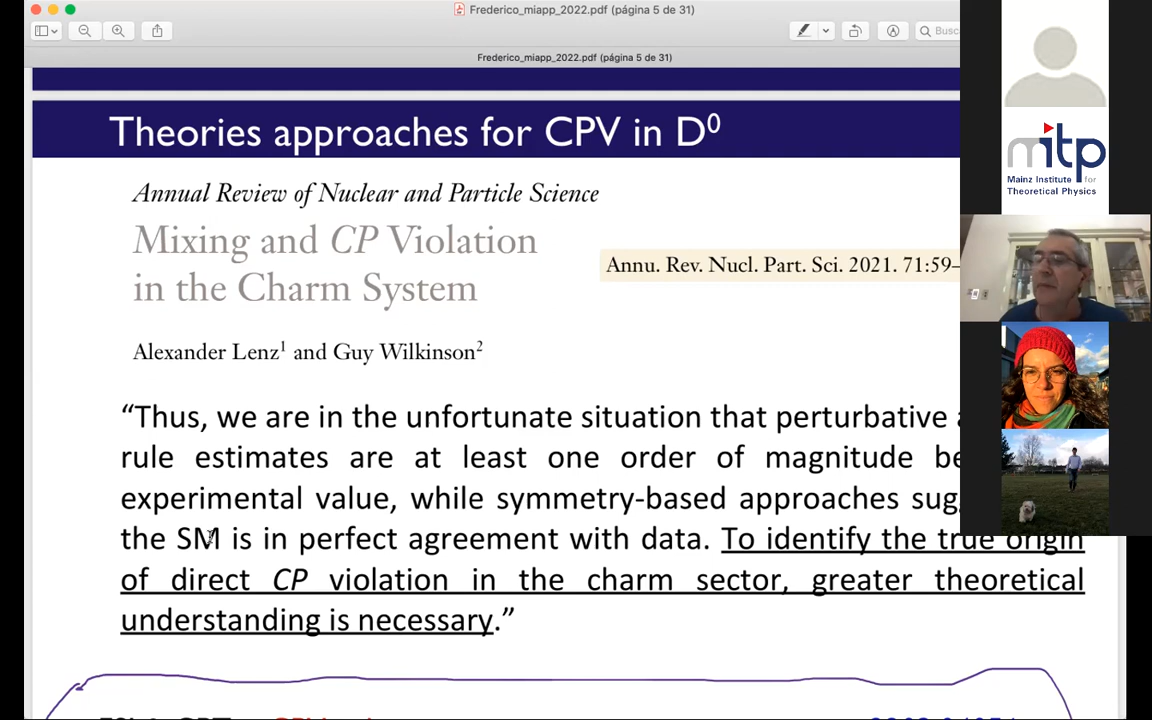 Frederico_miapp_2022.pdf (página 5 de 31)
Busc
Frederico_miapp_2022.pdf (página 5 de 31)
Theories approaches for CPV in D⁰
Annual Review of Nuclear and Particle Science
Mixing and CP Violation
in the Charm System
Annu. Rev. Nucl. Part. Sci. 2021. 71:59–
Alexander Lenz¹ and Guy Wilkinson²
“Thus, we are in the unfortunate situation that perturbative
rule estimates are at least one order of magnitude be
experimental value, while symmetry-based approaches sug
the SM is in perfect agreement with data. To identify the true origin
of direct CP violation in the charm sector, greater theoretical
understanding is necessary.”
mitp
Mainz Institute for
Theoretical Physics